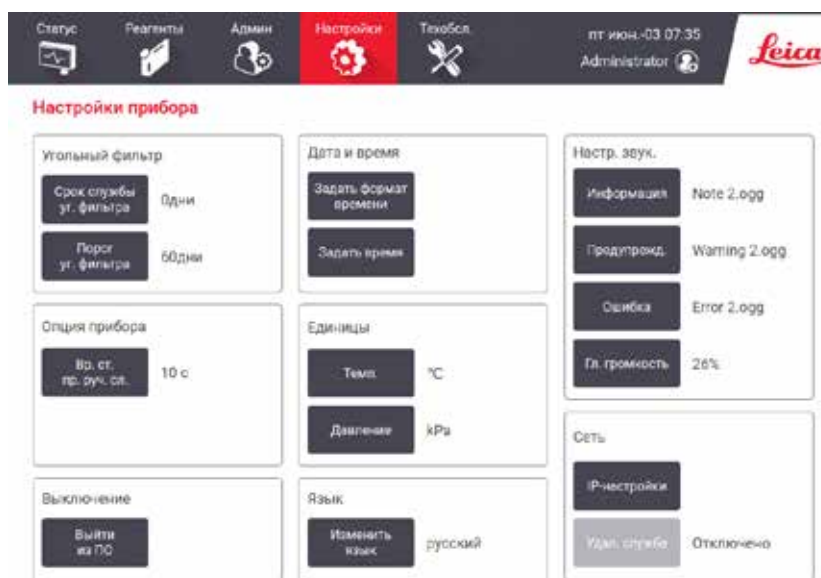 Статус Реагенты Админ Настройки Техобсл. пт июн.-03 07:35
Administrator
Leica
Настройки прибора
Угольный фильтр
Срок службы
уг. фильтра
0дни
Порог
уг. фильтра
60дни
Дата и время
Задать формат
времени
Задать время
Настр. звук.
Информация Note 2.ogg
Предупрежд. Warning 2.ogg
Ошибка Error 2.ogg
Гл. громкость 26%
Опция прибора
Вр. ст.
пр. руч. сл.
10 с
Единицы
Темп. °C
Давление kPa
Сеть
IP-настройки
Удал. служба Отключено
Выключение
Выйти
из ПО
Язык
Изменить
язык
русский